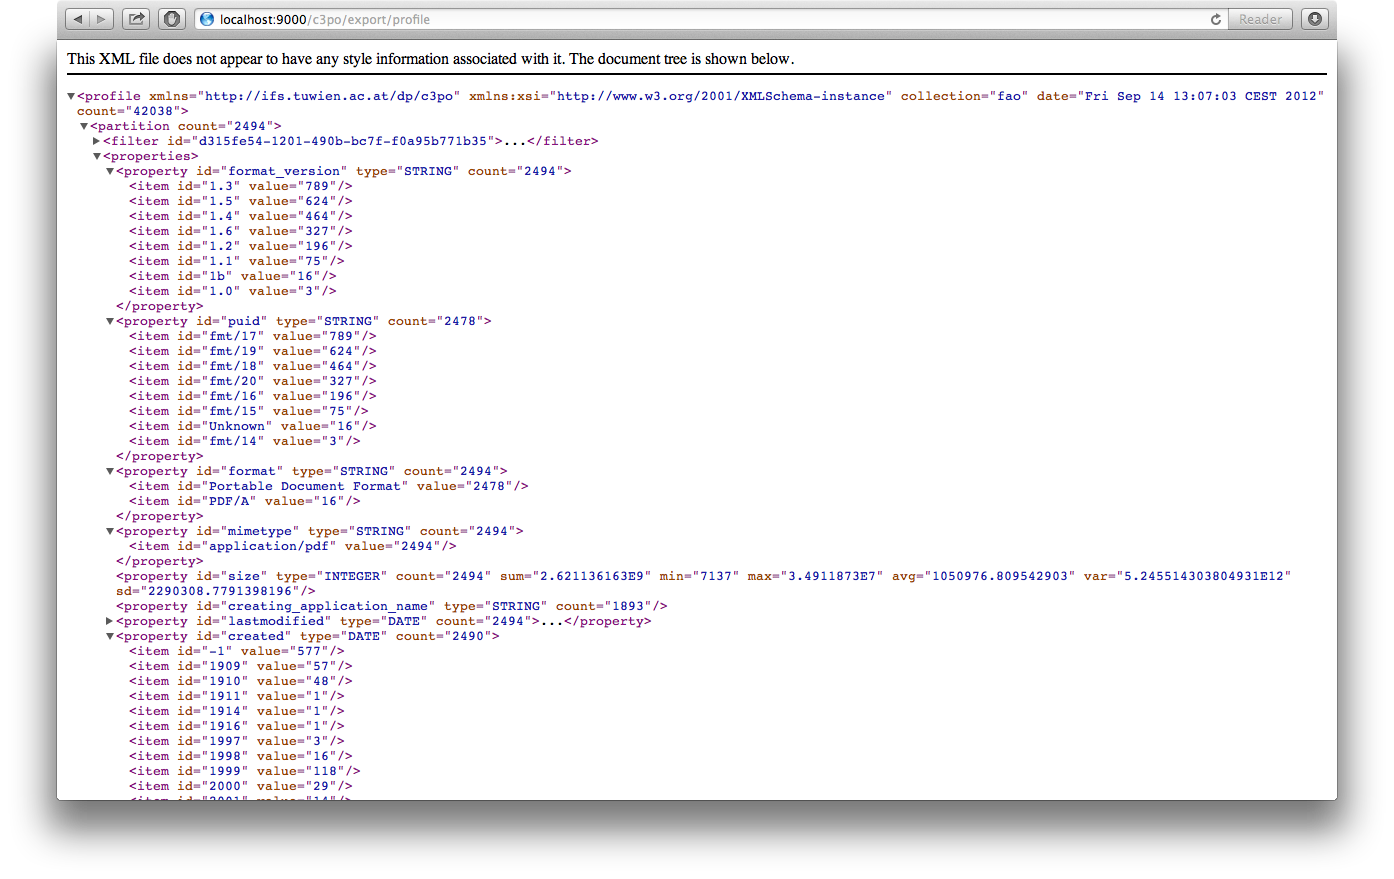 localhost:9000/c3po/export/profile
Reader
This XML file does not appear to have any style information associated with it. The document tree is shown below.
▼<profile xmlns="http://ifs.tuwien.ac.at/dp/c3po" xmlns:xsi="http://www.w3.org/2001/XMLSchema-instance" collection="fao" date="Fri Sep 14 13:07:03 CEST 2012"
count="42038">
▼<partition count="2494">
▶<filter id="d315fe54-1201-490b-bc7f-f0a95b771b35">...</filter>
▼<properties>
▼<property id="format_version" type="STRING" count="2494">
<item id="1.3" value="789"/>
<item id="1.5" value="624"/>
<item id="1.4" value="464"/>
<item id="1.6" value="327"/>
<item id="1.2" value="196"/>
<item id="1.1" value="75"/>
<item id="1b" value="16"/>
<item id="1.0" value="3"/>
</property>
▼<property id="puid" type="STRING" count="2478">
<item id="fmt/17" value="789"/>
<item id="fmt/19" value="624"/>
<item id="fmt/18" value="464"/>
<item id="fmt/20" value="327"/>
<item id="fmt/16" value="196"/>
<item id="fmt/15" value="75"/>
<item id="Unknown" value="16"/>
<item id="fmt/14" value="3"/>
</property>
▼<property id="format" type="STRING" count="2494">
<item id="Portable Document Format" value="2478"/>
<item id="PDF/A" value="16"/>
</property>
▼<property id="mimetype" type="STRING" count="2494">
<item id="application/pdf" value="2494"/>
</property>
<property id="size" type="INTEGER" count="2494" sum="2.621136163E9" min="7137" max="3.4911873E7" avg="1050976.809542903" var="5.245514303804931E12"
sd="2290308.7791398196"/>
<property id="creating_application_name" type="STRING" count="1893"/>
▶<property id="lastmodified" type="DATE" count="2494">...</property>
▼<property id="created" type="DATE" count="2490">
<item id="-1" value="577"/>
<item id="1909" value="57"/>
<item id="1910" value="48"/>
<item id="1911" value="1"/>
<item id="1914" value="1"/>
<item id="1916" value="1"/>
<item id="1997" value="3"/>
<item id="1998" value="16"/>
<item id="1999" value="118"/>
<item id="2000" value="29"/>